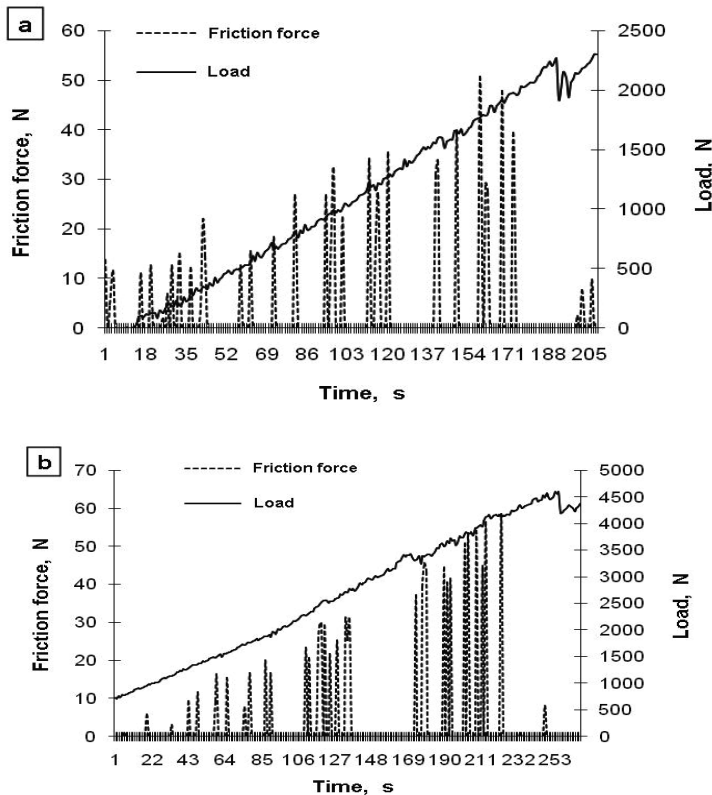 a
Friction force
Load
60
50
40
30
20
10
0
Friction force, N
2500
2000
1500
1000
500
0
Load, N
1 18 35 52 69 86 103 120 137 154 171 188 205
Time, s
b
Friction force
Load
70
60
50
40
30
20
10
0
Friction force, N
5000
4500
4000
3500
3000
2500
2000
1500
1000
500
0
Load, N
1 22 43 64 85 106 127 148 169 190 211 232 253
Time, s